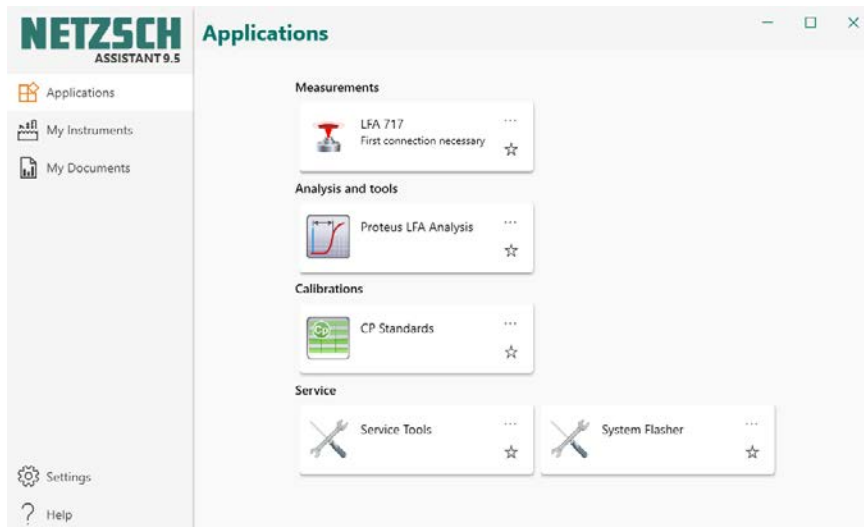 NETZSCH
ASSISTANT 9.5
Applications
Applications
My Instruments
My Documents
Measurements
LFA 717
First connection necessary
Analysis and tools
Proteus LFA Analysis
Calibrations
Cp
CP Standards
Service
Service Tools
System Flasher
Settings
? Help